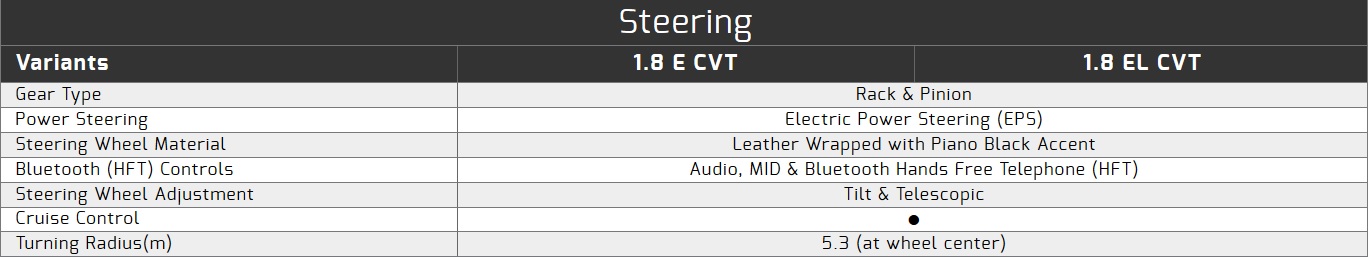 Steering
Variants 1.8 E CVT 1.8 EL CVT
Gear Type Rack & Pinion
Power Steering Electric Power Steering (EPS)
Steering Wheel Material Leather Wrapped with Piano Black Accent
Bluetooth (HFT) Controls Audio, MID & Bluetooth Hands Free Telephone (HFT)
Steering Wheel Adjustment Tilt & Telescopic
Cruise Control ●
Turning Radius(m) 5.3 (at wheel center)